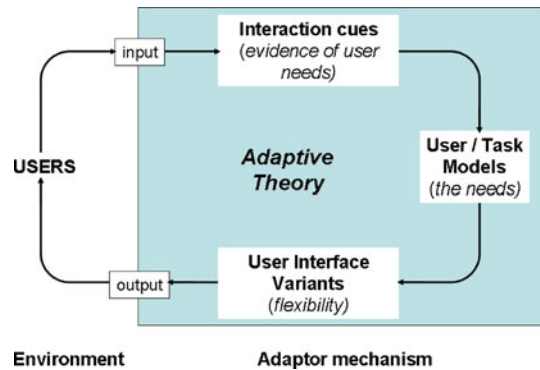 input
Interaction cues
(evidence of user
needs)
USERS
Adaptive
Theory
User / Task
Models
(the needs)
User Interface
Variants
(flexibility)
output
Environment
Adaptor mechanism